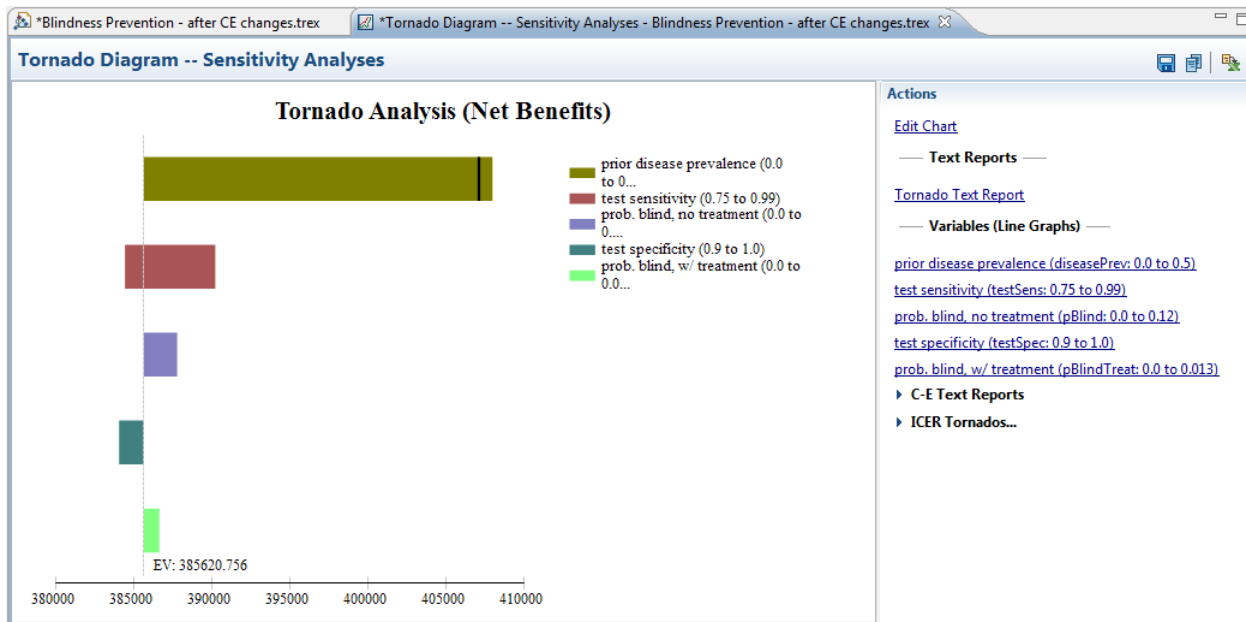 *Blindness Prevention - after CE changes.trex
*Tornado Diagram -- Sensitivity Analyses - Blindness Prevention - after CE changes.trex
Tornado Diagram -- Sensitivity Analyses
Tornado Analysis (Net Benefits)
prior disease prevalence (0.0
to 0...
test sensitivity (0.75 to 0.99)
prob. blind, no treatment (0.0 to
0....
test specificity (0.9 to 1.0)
prob. blind, w/ treatment (0.0 to
0.0...
EV: 385620.756
380000 385000 390000 395000 400000 405000 410000
Actions
Edit Chart
Text Reports
Tornado Text Report
Variables (Line Graphs)
prior disease prevalence (diseasePrev: 0.0 to 0.5)
test sensitivity (testSens: 0.75 to 0.99)
prob. blind, no treatment (pBlind: 0.0 to 0.12)
test specificity (testSpec: 0.9 to 1.0)
prob. blind, w/ treatment (pBlindTreat: 0.0 to 0.013)
C-E Text Reports
ICER Tornados...